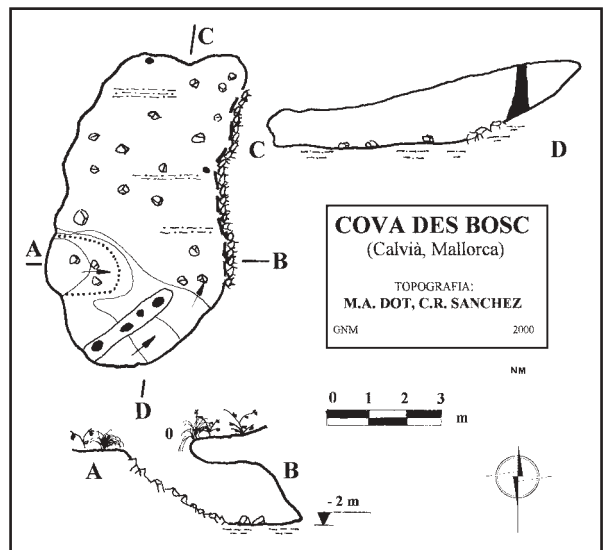 C
C
D
A
B
D
COVA DES BOSC
(Calvià, Mallorca)
TOPOGRAFIA:
M.A. DOT, C.R. SANCHEZ
GNM 2000
NM
0 1 2 3
m
0
A
B
- 2 m